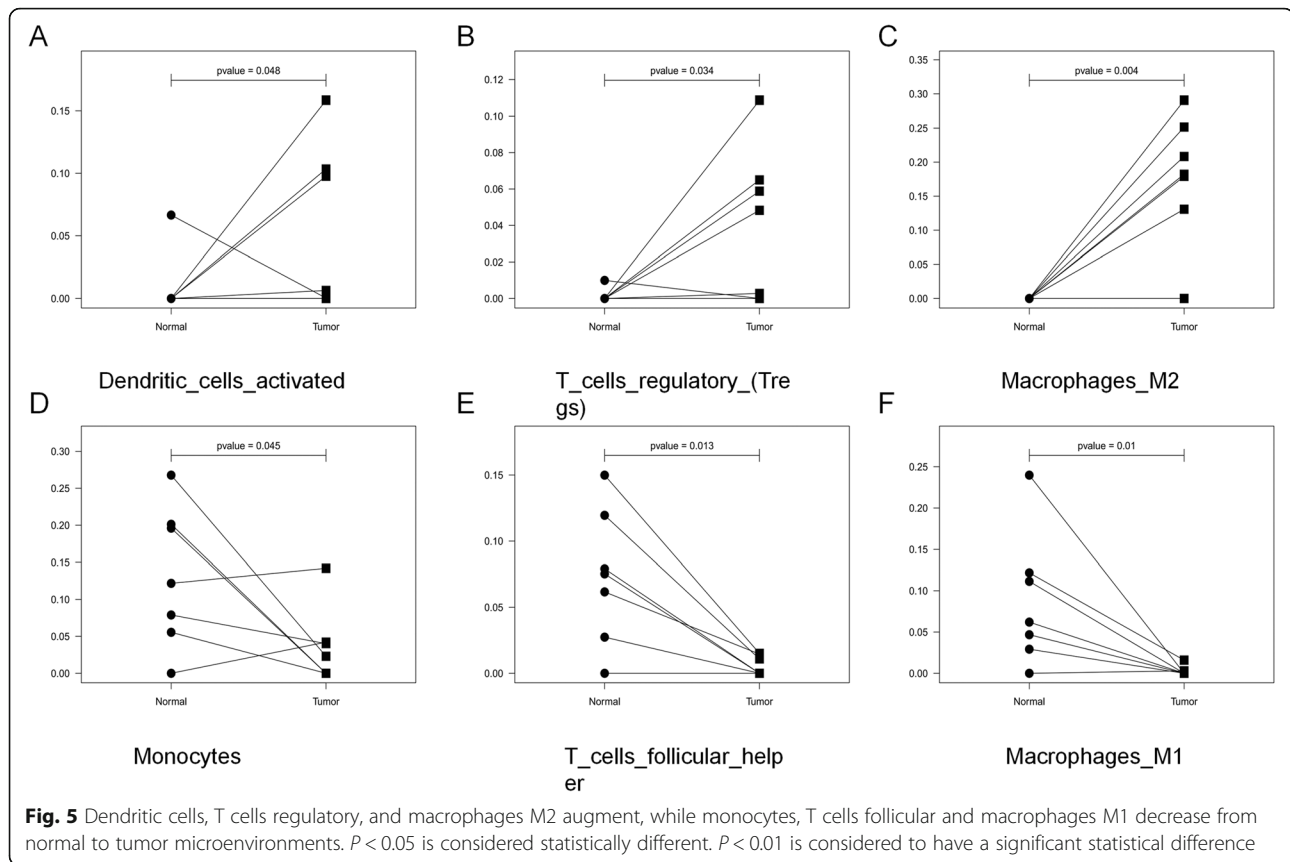 A
pvalue = 0.048
0.15
0.10
0.05
0.00
Normal Tumor
Dendritic_cells_activated
B
pvalue = 0.034
0.12
0.10
0.08
0.06
0.04
0.02
0.00
Normal Tumor
T_cells_regulatory_(Tre
gs)
C
pvalue = 0.004
0.35
0.30
0.25
0.20
0.15
0.10
0.05
0.00
Normal Tumor
Macrophages_M2
D
pvalue = 0.045
0.30
0.25
0.20
0.15
0.10
0.05
0.00
Normal Tumor
Monocytes
E
pvalue = 0.013
0.15
0.10
0.05
0.00
Normal Tumor
T_cells_follicular_help
er
F
pvalue = 0.01
0.25
0.20
0.15
0.10
0.05
0.00
Normal Tumor
Macrophages_M1
Fig. 5 Dendritic cells, T cells regulatory, and macrophages M2 augment, while monocytes, T cells follicular and macrophages M1 decrease from
normal to tumor microenvironments. P < 0.05 is considered statistically different. P < 0.01 is considered to have a significant statistical difference